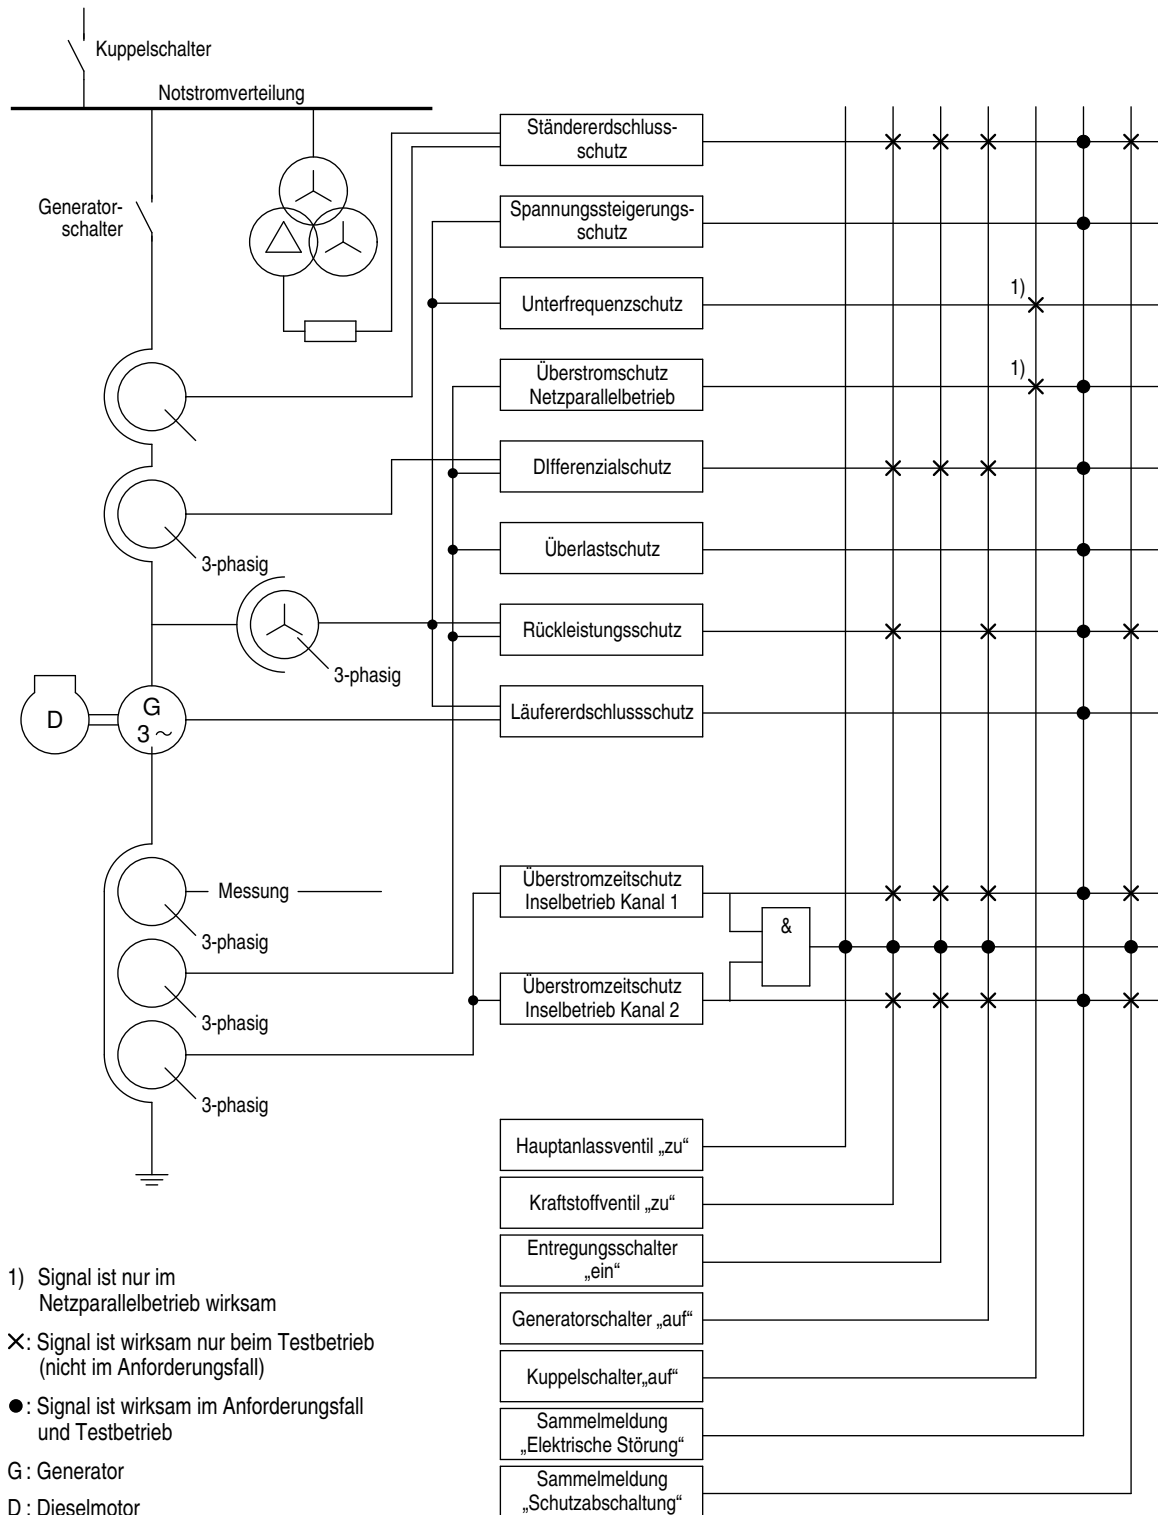 Kuppelschalter
Notstromverteilung
Generator-
schalter
Ständererdschluss-
schutz
Spannungssteigerungs-
schutz
Unterfrequenzschutz
1)
Überstromschutz
Netzparallelbetrieb
1)
DIfferenzialschutz
3-phasig
Überlastschutz
Rückleistungsschutz
3-phasig
D
G
3 ~
Läufererdschlussschutz
Messung
3-phasig
Überstromzeitschutz
Inselbetrieb Kanal 1
&
3-phasig
Überstromzeitschutz
Inselbetrieb Kanal 2
3-phasig
Hauptanlassventil „zu“
Kraftstoffventil „zu“
Entregungsschalter
„ein“
Generatorschalter „auf“
Kuppelschalter„auf“
Sammelmeldung
„Elektrische Störung“
Sammelmeldung
„Schutzabschaltung“
1) Signal ist nur im
Netzparallelbetrieb wirksam
×: Signal ist wirksam nur beim Testbetrieb
(nicht im Anforderungsfall)
●: Signal ist wirksam im Anforderungsfall
und Testbetrieb
G : Generator
D : Dieselmotor